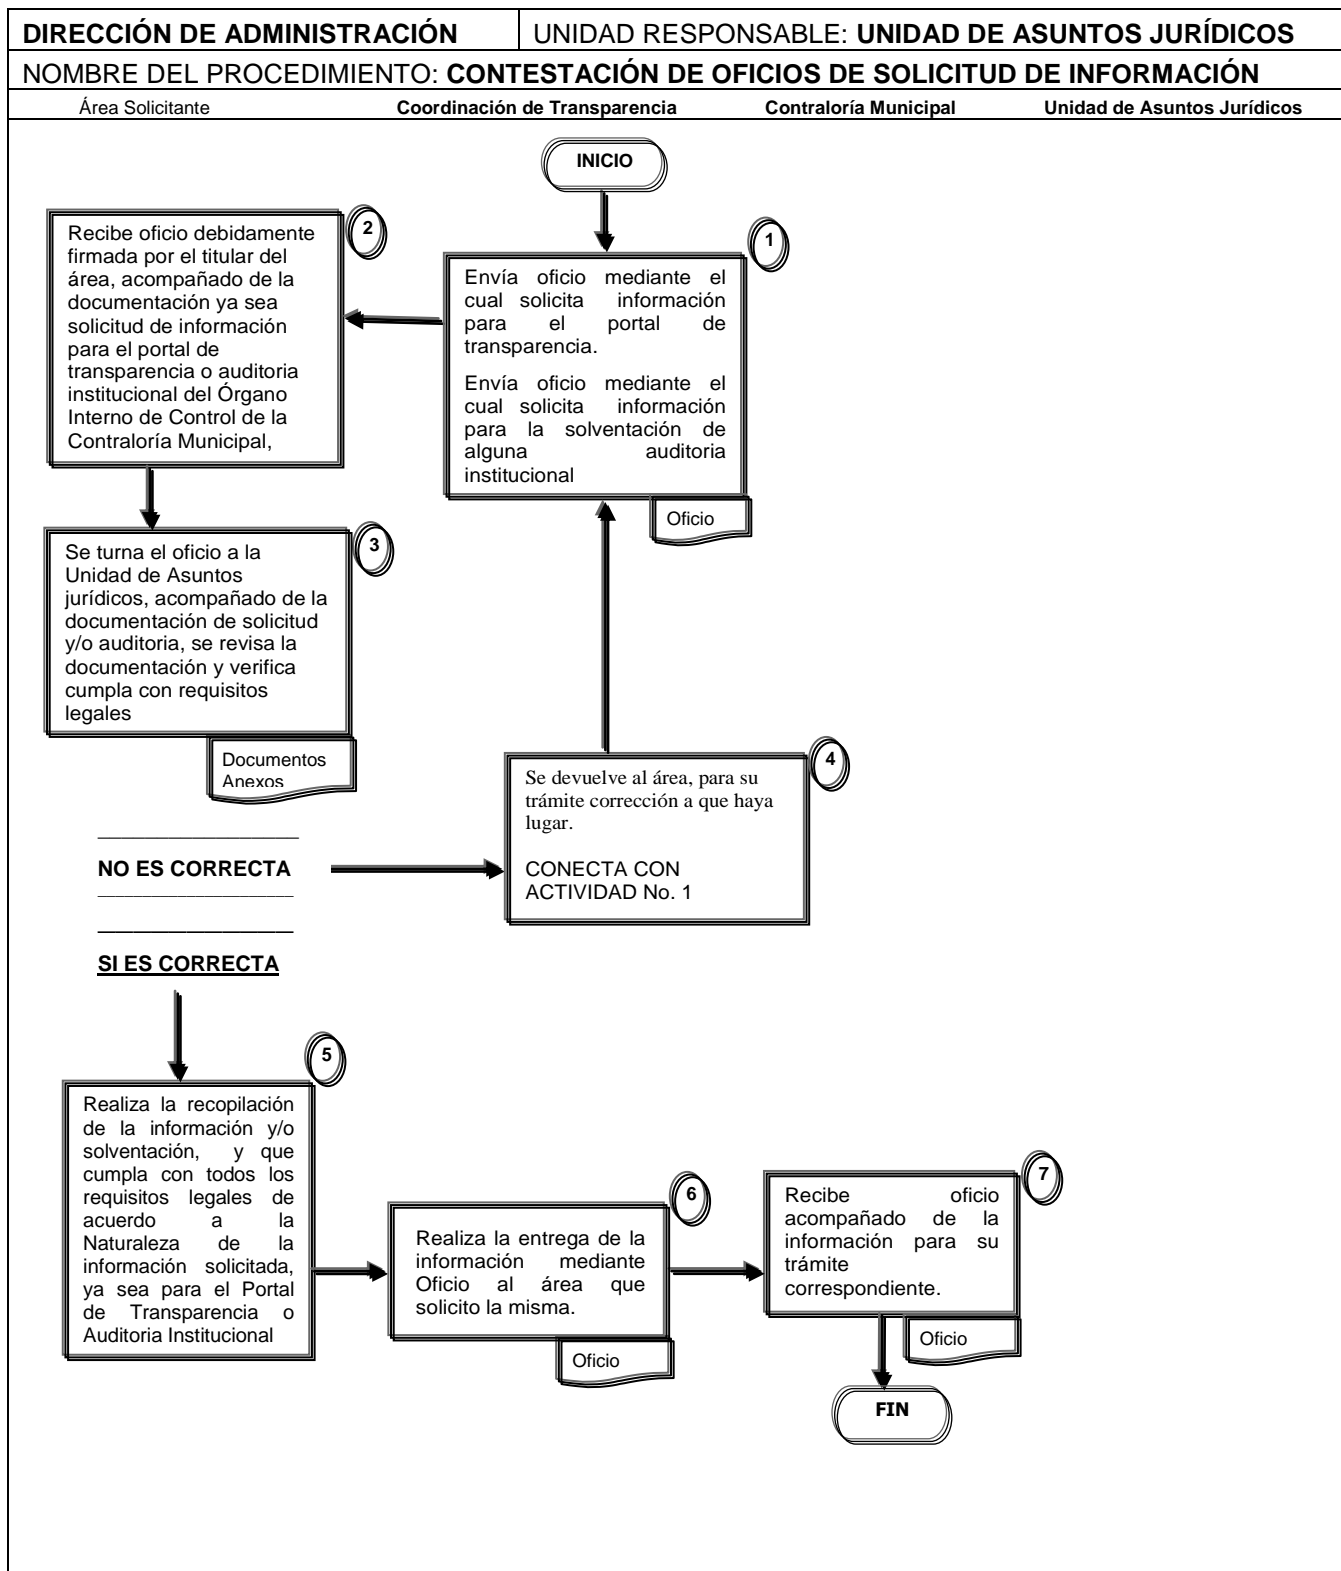 DIRECCIÓN DE ADMINISTRACIÓN
UNIDAD RESPONSABLE: UNIDAD DE ASUNTOS JURÍDICOS
NOMBRE DEL PROCEDIMIENTO: CONTESTACIÓN DE OFICIOS DE SOLICITUD DE INFORMACIÓN
Área Solicitante
Coordinación de Transparencia
Contraloría Municipal
Unidad de Asuntos Jurídicos
INICIO
1
Envía oficio mediante el
cual solicita información
para el portal de
transparencia.
Envía oficio mediante el
cual solicita información
para la solventación de
alguna auditoria
institucional
Oficio
2
Recibe oficio debidamente
firmada por el titular del
área, acompañado de la
documentación ya sea
solicitud de información
para el portal de
transparencia o auditoria
institucional del Órgano
Interno de Control de la
Contraloría Municipal,
3
Se turna el oficio a la
Unidad de Asuntos
jurídicos, acompañado de la
documentación de solicitud
y/o auditoria, se revisa la
documentación y verifica
cumpla con requisitos
legales
Documentos
Anexos
NO ES CORRECTA
4
Se devuelve al área, para su
trámite corrección a que haya
lugar.
CONECTA CON
ACTIVIDAD No. 1
SI ES CORRECTA
5
Realiza la recopilación
de la información y/o
solventación, y que
cumpla con todos los
requisitos legales de
acuerdo a la
Naturaleza de la
información solicitada,
ya sea para el Portal
de Transparencia o
Auditoria Institucional
6
Realiza la entrega de la
información mediante
Oficio al área que
solicito la misma.
Oficio
7
Recibe oficio
acompañado de la
información para su
trámite
correspondiente.
Oficio
FIN